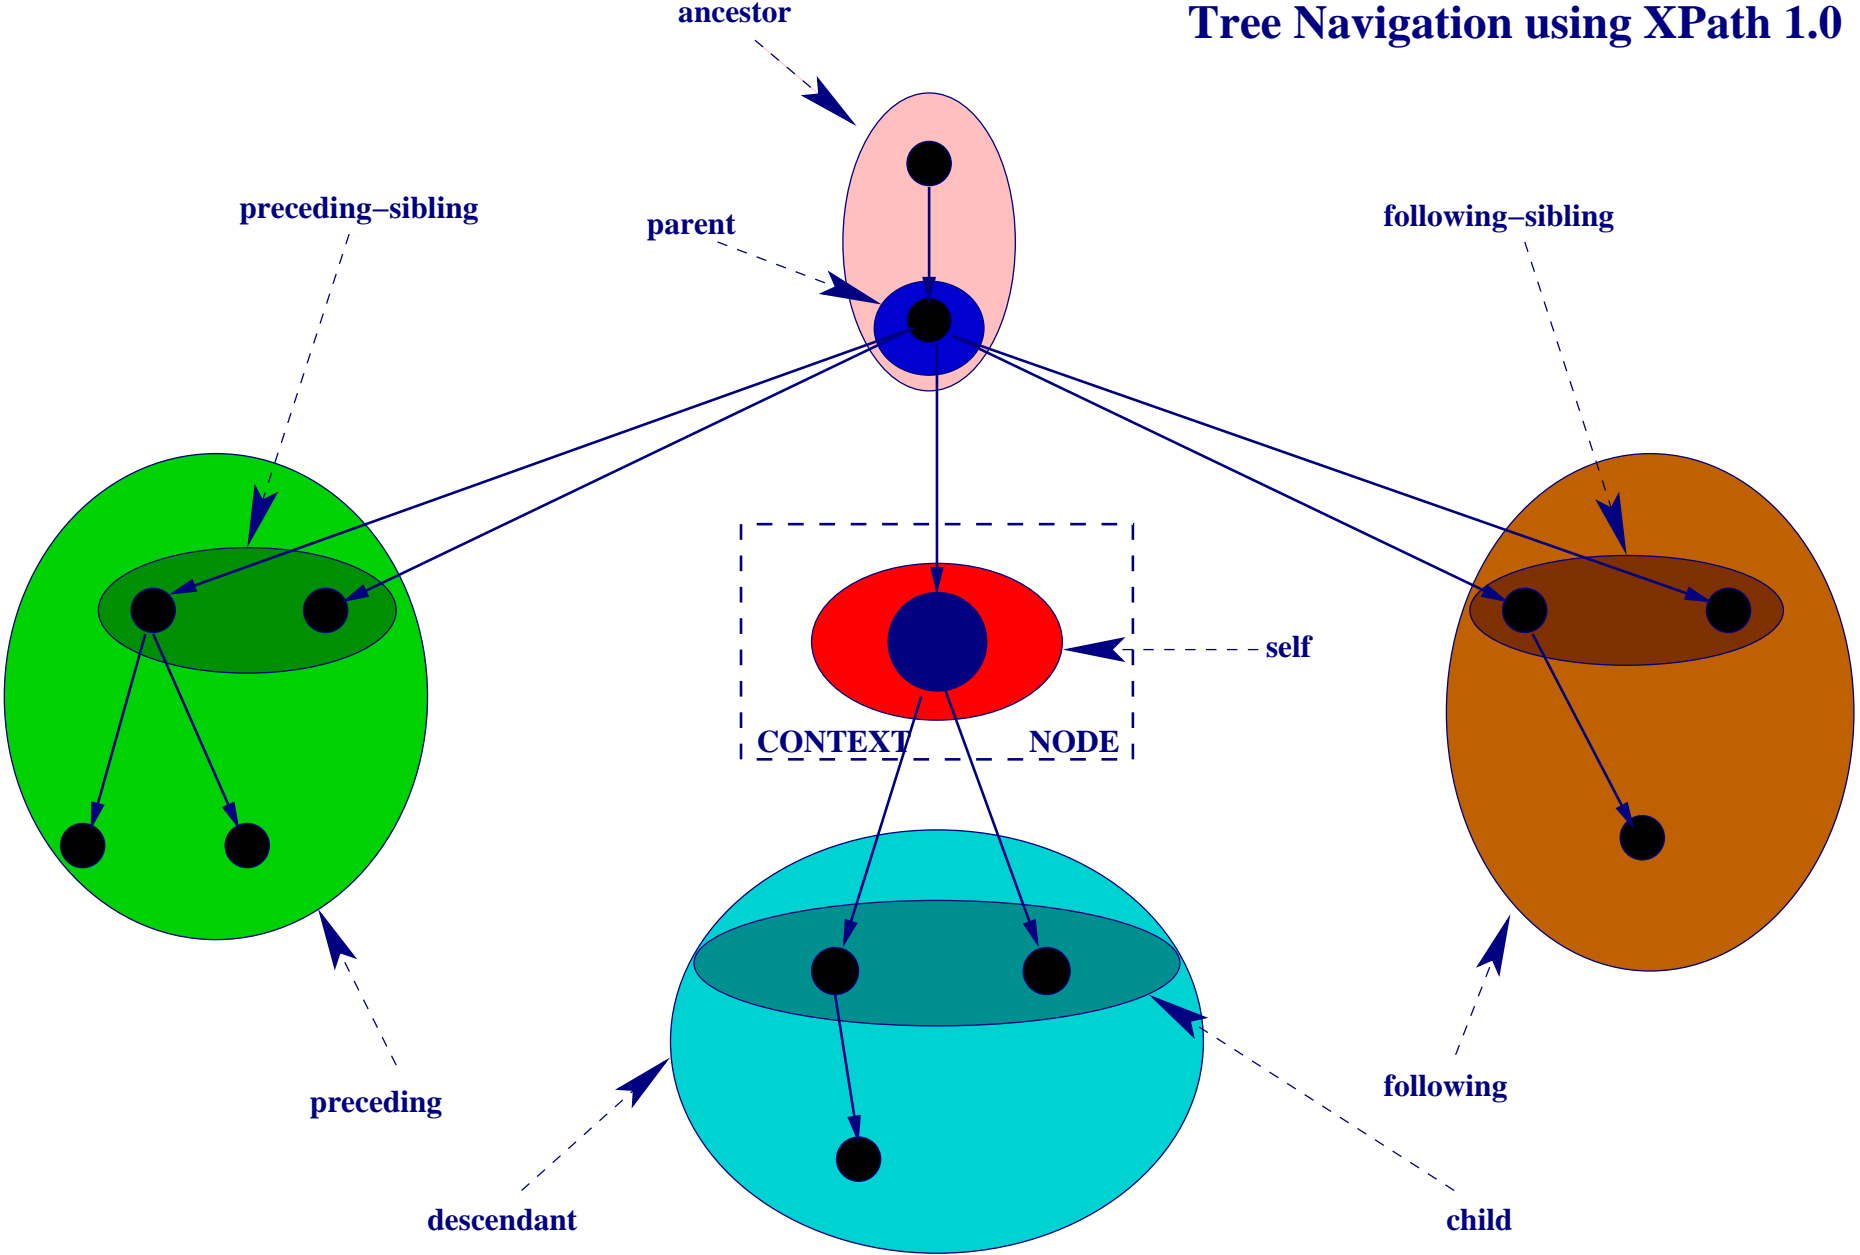 ancestor
Tree Navigation using XPath 1.0
preceding–sibling
parent
following–sibling
self
CONTEXT NODE
preceding
following
descendant
child